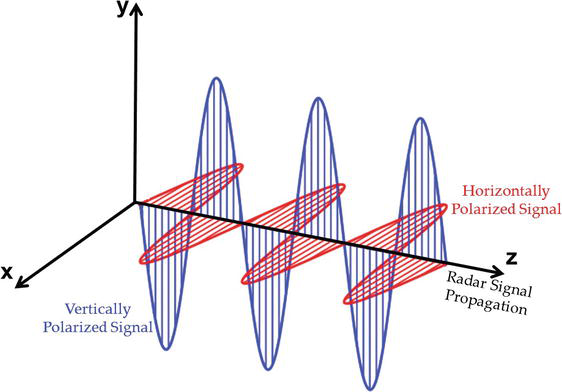 y
Horizontally
Polarized Signal
z
x
Radar Signal
Propagation
Vertically
Polarized Signal